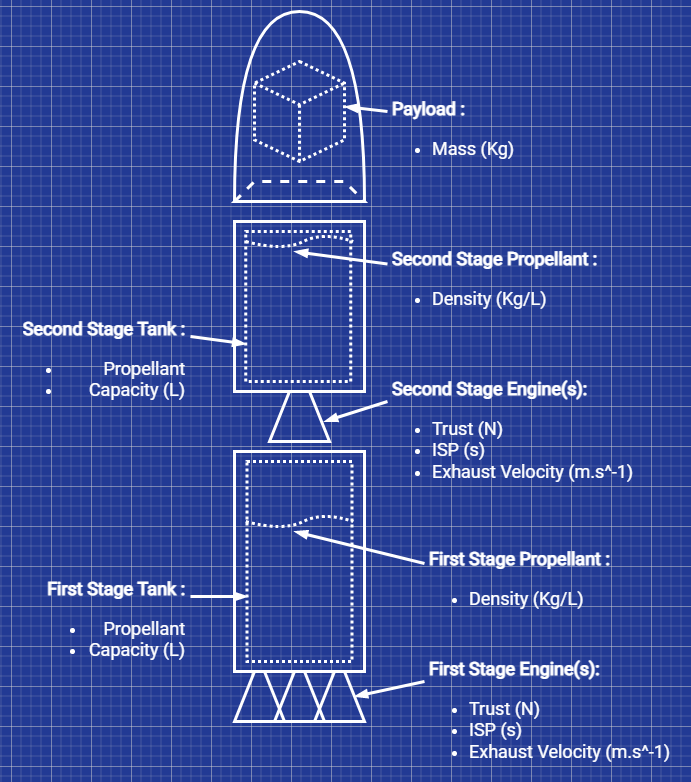 Payload :
Mass (Kg)
Second Stage Propellant :
Density (Kg/L)
Second Stage Tank :
Propellant
Capacity (L)
Second Stage Engine(s):
Trust (N)
ISP (s)
Exhaust Velocity (m.s^-1)
First Stage Propellant :
Density (Kg/L)
First Stage Tank :
Propellant
Capacity (L)
First Stage Engine(s):
Trust (N)
ISP (s)
Exhaust Velocity (m.s^-1)